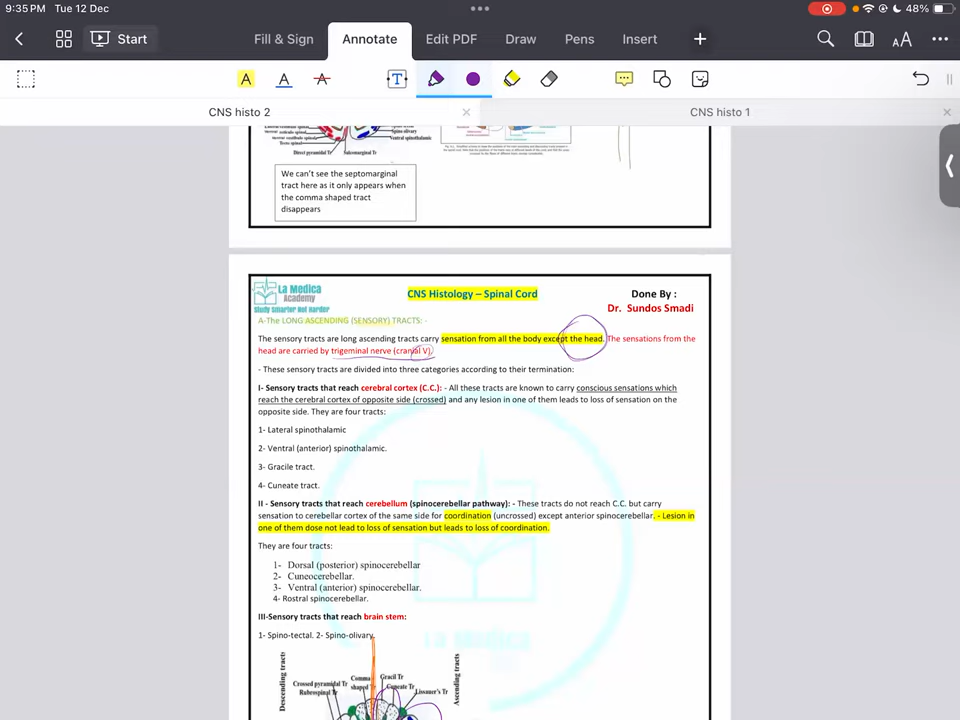 9:35 PM Tue 12 Dec
48%
Start
Fill & Sign
Annotate
Edit PDF
Draw
Pens
Insert
CNS histo 2
CNS histo 1
Direct pyramidal Tr
Sulcomarginal Tr
Spino olivary
Ventral spinothalamic
We can't see the septomarginal
tract here as it only appears when
the comma shaped tract
disappears
La Medica
Academy
Study Smarter Not Harder
CNS Histology – Spinal Cord
Done By :
Dr. Sundos Smadi
A-The LONG ASCENDING (SENSORY) TRACTS: -
The sensory tracts are long ascending tracts carry sensation from all the body except the head. The sensations from the
head are carried by trigeminal nerve (cranial V).
- These sensory tracts are divided into three categories according to their termination:
I- Sensory tracts that reach cerebral cortex (C.C.): - All these tracts are known to carry conscious sensations which
reach the cerebral cortex of opposite side (crossed) and any lesion in one of them leads to loss of sensation on the
opposite side. They are four tracts:
1- Lateral spinothalamic
2- Ventral (anterior) spinothalamic.
3- Gracile tract.
4- Cuneate tract.
II - Sensory tracts that reach cerebellum (spinocerebellar pathway): - These tracts do not reach C.C. but carry
sensation to cerebellar cortex of the same side for coordination (uncrossed) except anterior spinocerebellar. - Lesion in
one of them dose not lead to loss of sensation but leads to loss of coordination.
They are four tracts:
1- Dorsal (posterior) spinocerebellar
2- Cuneocerebellar.
3- Ventral (anterior) spinocerebellar.
4- Rostral spinocerebellar.
III-Sensory tracts that reach brain stem:
1- Spino-tectal. 2- Spino-olivary.
La Medica
Descending tracts
Crossed pyramidal Tr
Rubrospinal Tr
Comma
shaped Tr
Gracil Tr
Cuneate Tr
Lissauer's Tr
Ascending tracts